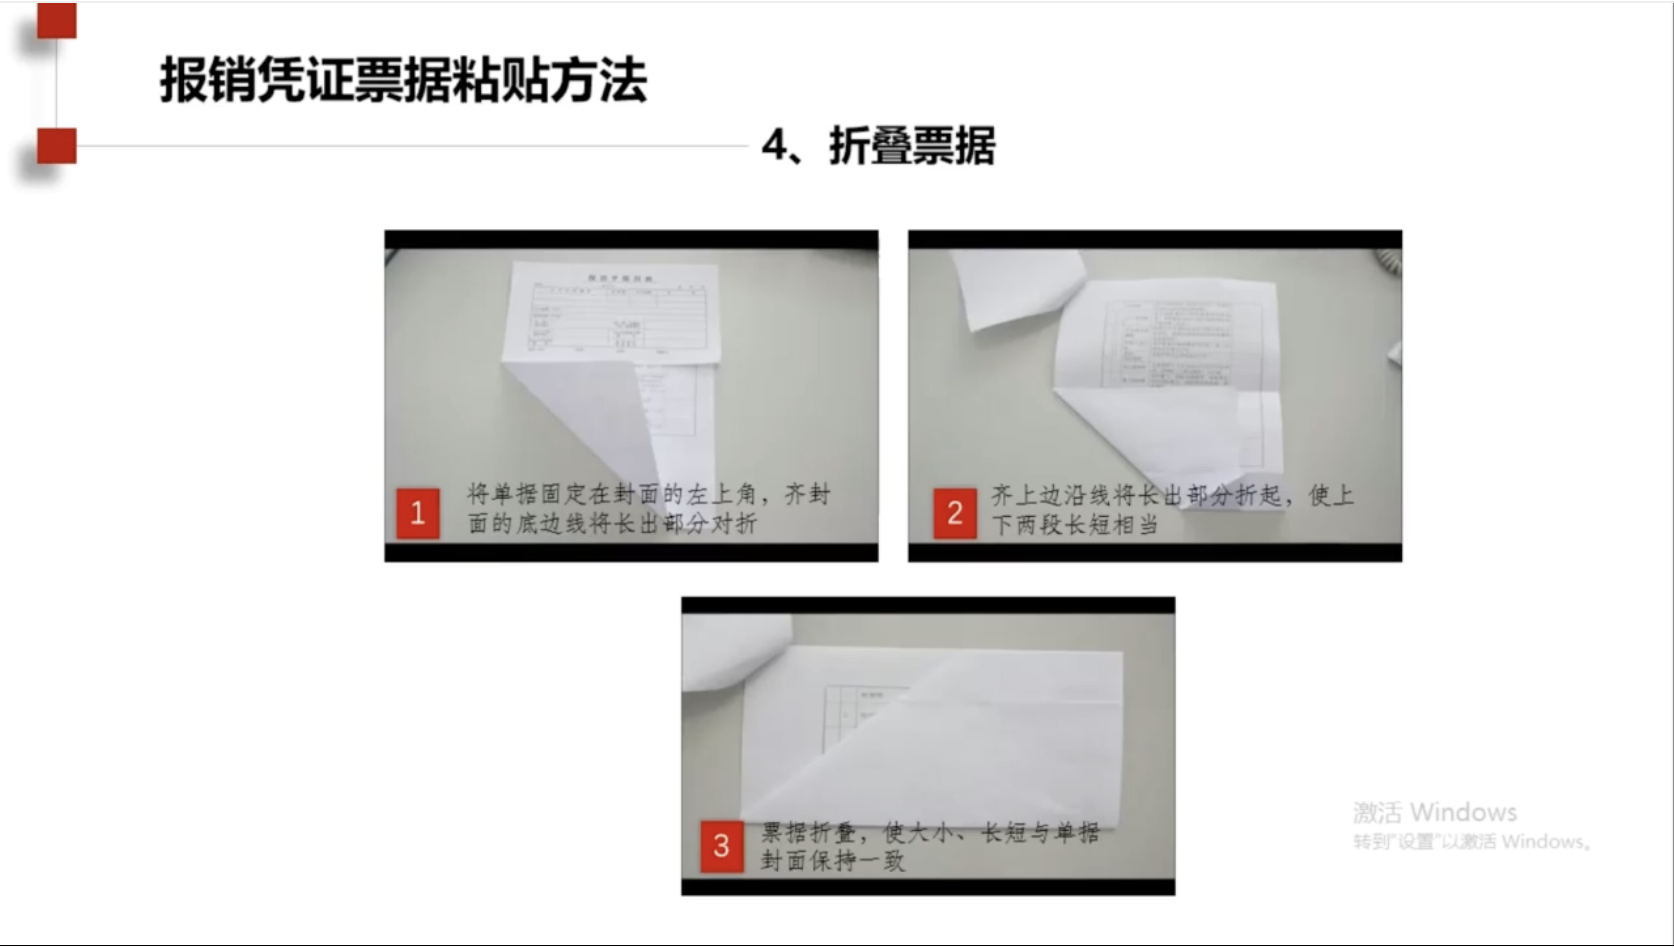 报销凭证票据粘贴方法
4、折叠票据
1
将单据固定在封面的左上角，齐封
面的底边线将长出部分对折
2
齐上边沿线将长出部分折起，使上
下两段长短相当
3
票据折叠，使大小、长短与单据
封面保持一致
激活 Windows
转到"设置"以激活 Windows。